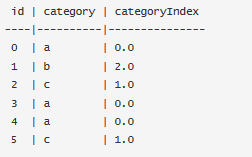 id | category | categoryIndex
----|----------|---------------
0 | a | 0.0
1 | b | 2.0
2 | c | 1.0
3 | a | 0.0
4 | a | 0.0
5 | c | 1.0